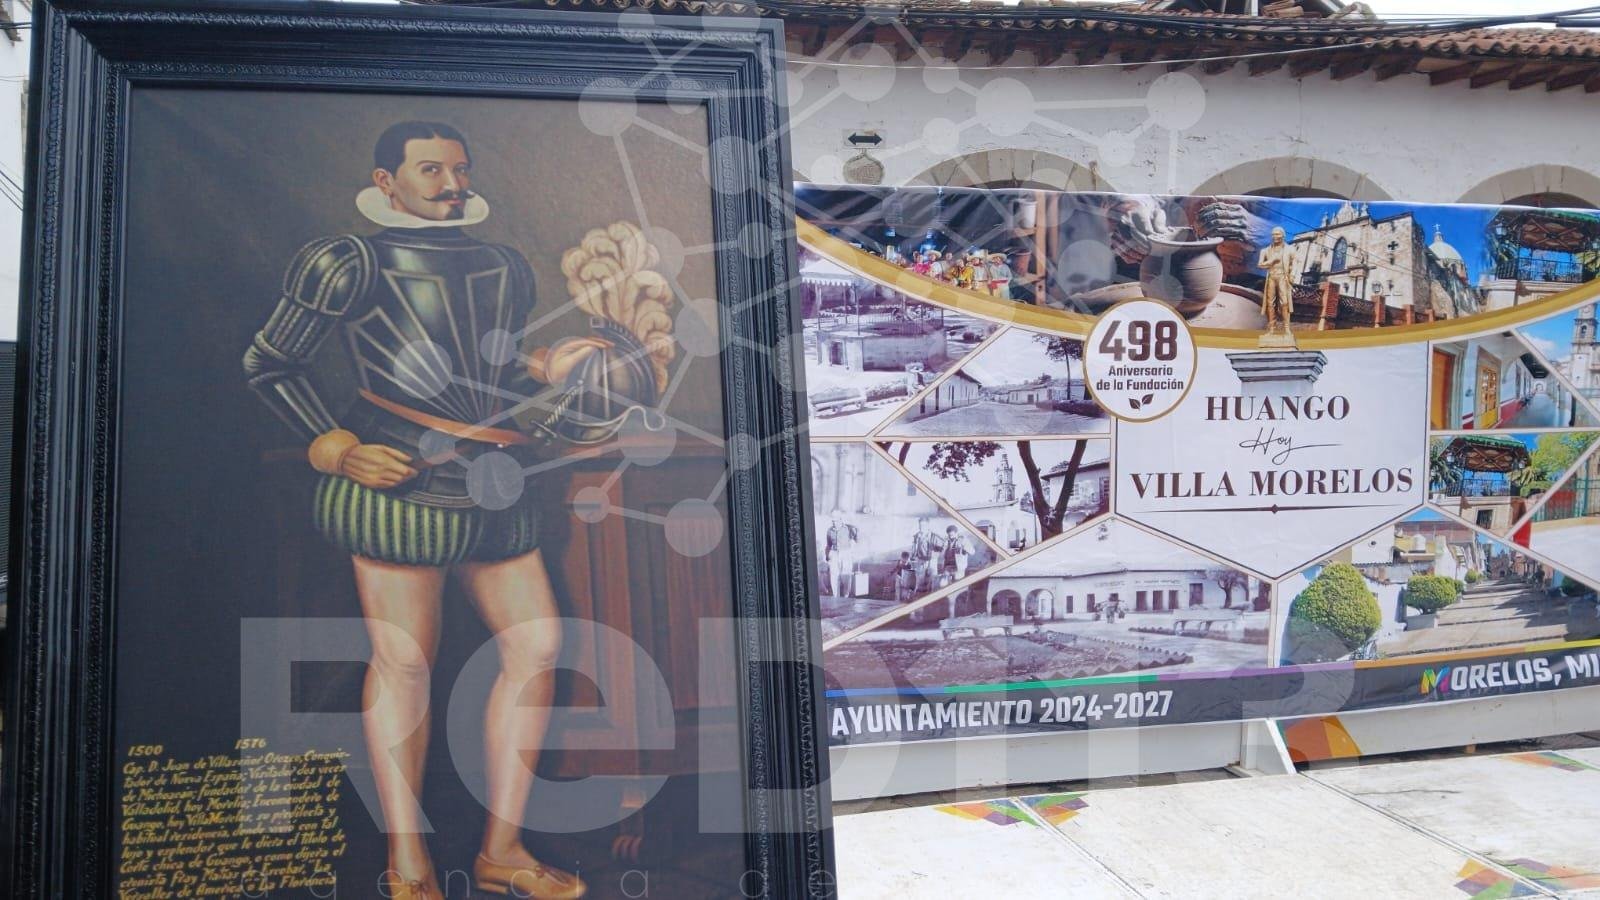 1500 1576
Cap. D. Juan de Villaseñor Orozco, Conquis-
tador de Nueva España; Visitador dos veces
de Michoacán; fundador de la ciudad de
Valladolid, hoy Morelia; Encomendero de
Guango, hoy VillaMorelos, su predilecta y
habitual residencia, donde vivió con tal
lujo y esplendor que le diera el título de
Corte chica de Guango, o como dijera el
cronista Fray Matías de Escobar, "La
Versalles de América o La Florencia
498
Aniversario
de la Fundación
HUANGO
Hoy
VILLA MORELOS
AYUNTAMIENTO 2024-2027
MORELOS, MI
agencia de